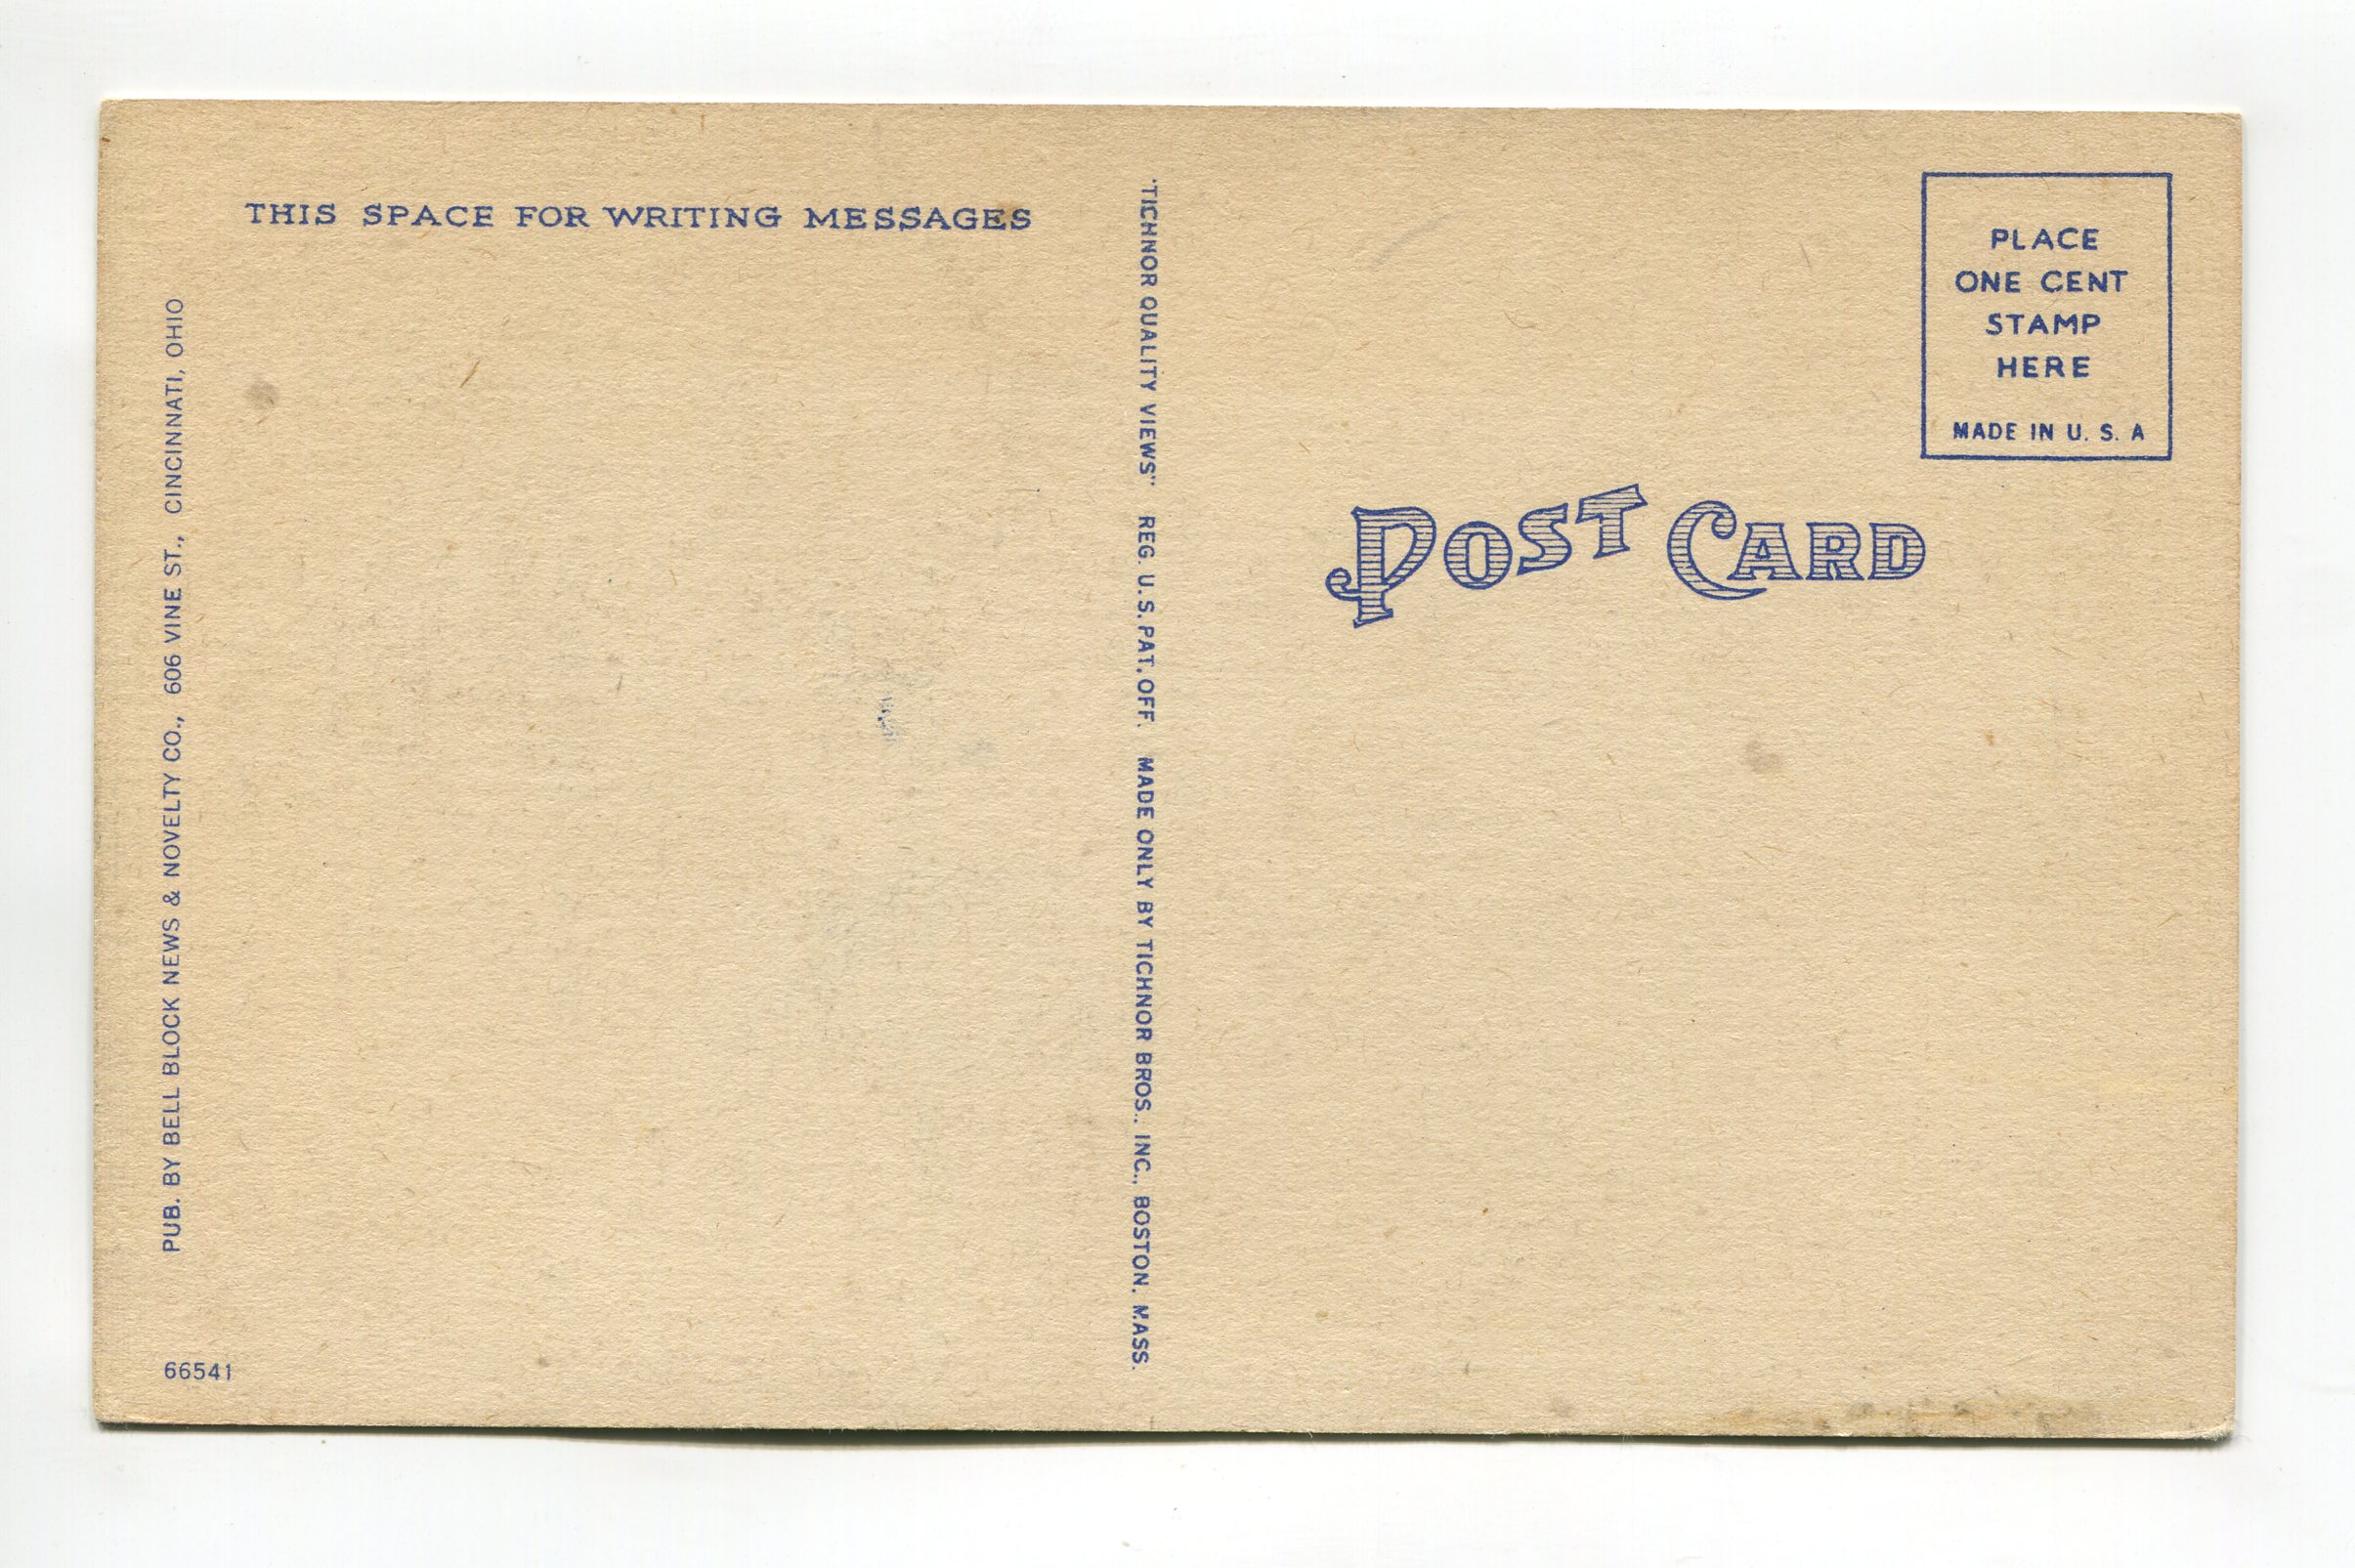 THIS SPACE FOR WRITING MESSAGES
PUB. BY BELL BLOCK NEWS & NOVELTY CO., 606 VINE ST., CINCINNATI, OHIO
66541
"TICHNOR QUALITY VIEWS" REG. U. S. PAT. OFF. MADE ONLY BY TICHNOR BROS., INC., BOSTON, MASS.
POST CARD
PLACE
ONE CENT
STAMP
HERE
MADE IN U. S. A